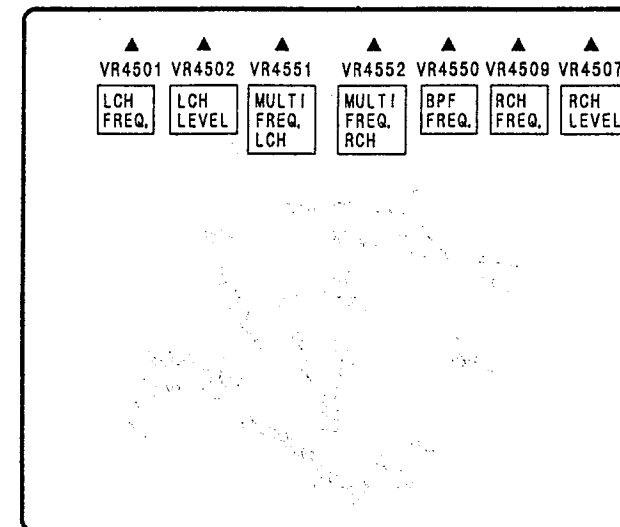 ▲ ▲ ▲ ▲ ▲ ▲ ▲
VR4501 VR4502 VR4551 VR4552 VR4550 VR4509 VR4507
LCH FREQ.
LCH LEVEL
MULTI FREQ. LCH
MULTI FREQ. RCH
BPF FREQ.
RCH FREQ.
RCH LEVEL